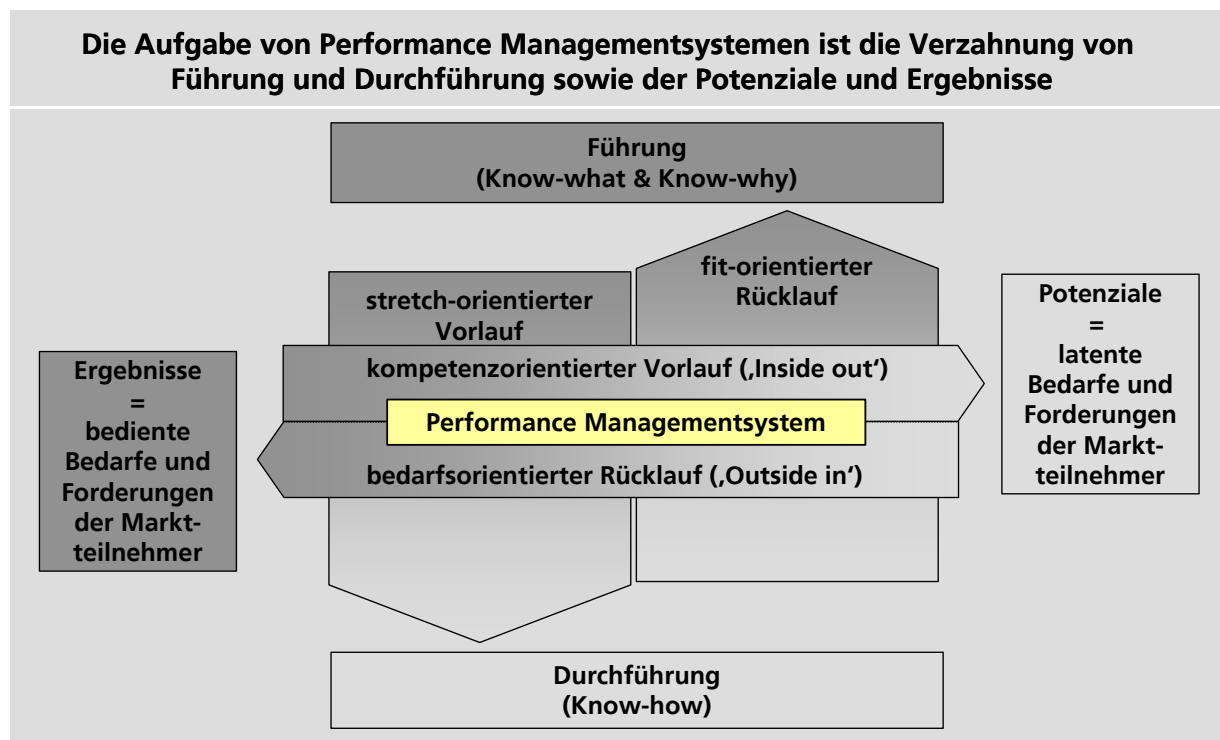 Die Aufgabe von Performance Managementsystemen ist die Verzahnung von
Führung und Durchführung sowie der Potenziale und Ergebnisse
Führung
(Know-what & Know-why)
fit-orientierter
Rücklauf
stretch-orientierter
Vorlauf
Potenziale
=
latente
Bedarfe und
Forderungen
der Markt-
teilnehmer
Ergebnisse
=
bediente
Bedarfe und
Forderungen
der Markt-
teilnehmer
kompetenzorientierter Vorlauf (‚Inside out‘)
Performance Managementsystem
bedarfsorientierter Rücklauf (‚Outside in‘)
Durchführung
(Know-how)